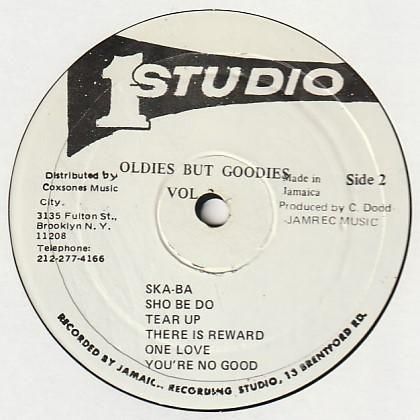 1 STUDIO
OLDIES BUT GOODIES
VOL.
Distributed by
Coxsones Music
City.
3135 Fulton St.,
Brooklyn N. Y.
11208
Telephone:
212-277-4166
Made in
Jamaica
Side 2
Produced by C. Dodd
-JAMREC MUSIC
SKA-BA
SHO BE DO
TEAR UP
THERE IS REWARD
ONE LOVE
YOU'RE NO GOOD
RECORDED BY JAMAIC. RECORDING STUDIO, 13 BRENTFORD RD.